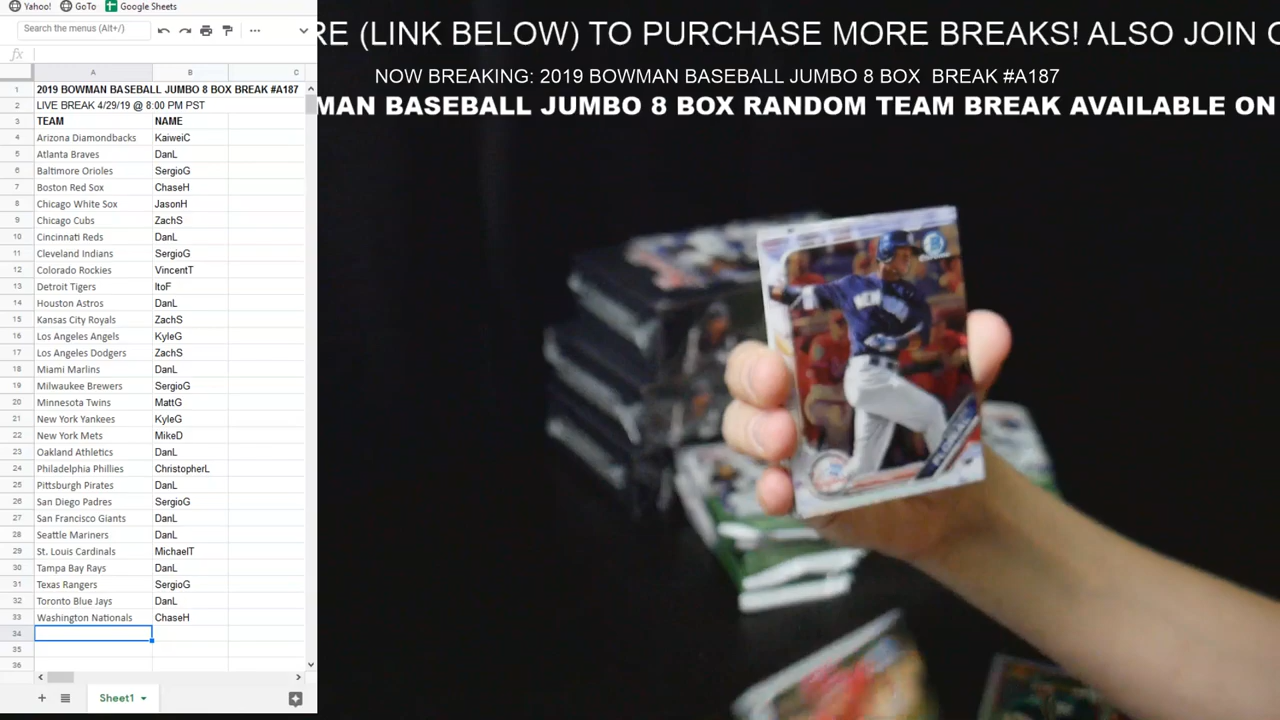 Yahoo! GoTo Google Sheets
RE (LINK BELOW) TO PURCHASE MORE BREAKS! ALSO JOIN
Search the menus (Alt+/)
NOW BREAKING: 2019 BOWMAN BASEBALL JUMBO 8 BOX BREAK #A187
MAN BASEBALL JUMBO 8 BOX RANDOM TEAM BREAK AVAILABLE ON
fx
A B C
1 2019 BOWMAN BASEBALL JUMBO 8 BOX BREAK #A187
2 LIVE BREAK 4/29/19 @ 8:00 PM PST
3 TEAM NAME
4 Arizona Diamondbacks KaiweiC
5 Atlanta Braves DanL
6 Baltimore Orioles SergioG
7 Boston Red Sox ChaseH
8 Chicago White Sox JasonH
9 Chicago Cubs ZachS
10 Cincinnati Reds DanL
11 Cleveland Indians SergioG
12 Colorado Rockies VincentT
13 Detroit Tigers ItoF
14 Houston Astros DanL
15 Kansas City Royals ZachS
16 Los Angeles Angels KyleG
17 Los Angeles Dodgers ZachS
18 Miami Marlins DanL
19 Milwaukee Brewers SergioG
20 Minnesota Twins MattG
21 New York Yankees KyleG
22 New York Mets MikeD
23 Oakland Athletics DanL
24 Philadelphia Phillies ChristopherL
25 Pittsburgh Pirates DanL
26 San Diego Padres SergioG
27 San Francisco Giants DanL
28 Seattle Mariners DanL
29 St. Louis Cardinals MichaelT
30 Tampa Bay Rays DanL
31 Texas Rangers SergioG
32 Toronto Blue Jays DanL
33 Washington Nationals ChaseH
34
35
36
Sheet1